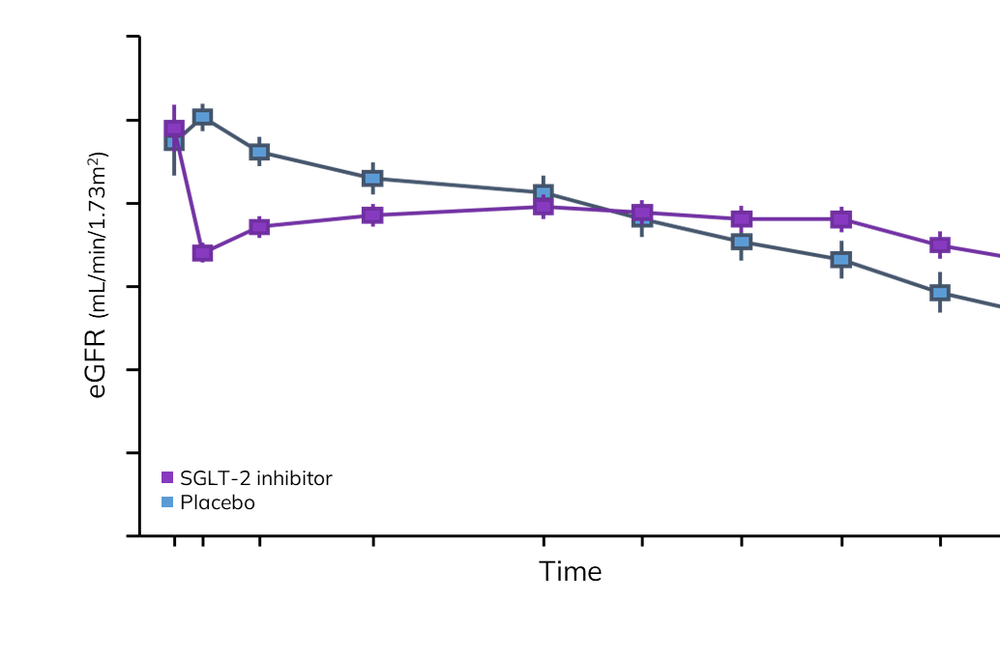 eGFR (mL/min/1.73m²)
SGLT-2 inhibitor
Placebo
Time